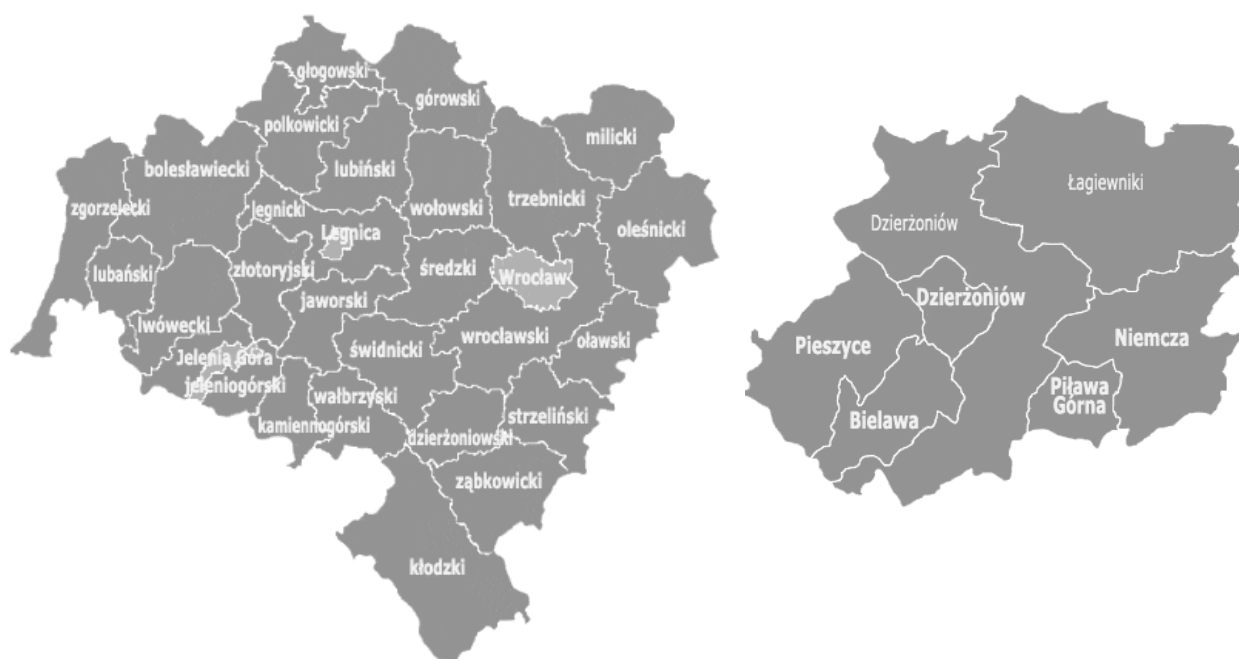 głogowski
górowski
polkowicki
milicki
bolesławiecki
lubiński
trzebnicki
zgorzelecki
legnicki
wołowski
oleśnicki
Legnica
lubański
złotoryjski
średzki
Wrocław
jaworski
lwówecki
świdnicki
wrocławski
oławski
Jelenia Góra
jeleniogórski
wałbrzyski
kamiennogórski
dzierżoniowski
strzeliński
ząbkowicki
kłodzki
Łagiewniki
Dzierżoniów
Dzierżoniów
Pieszyce
Niemcza
Piława
Górna
Bielawa